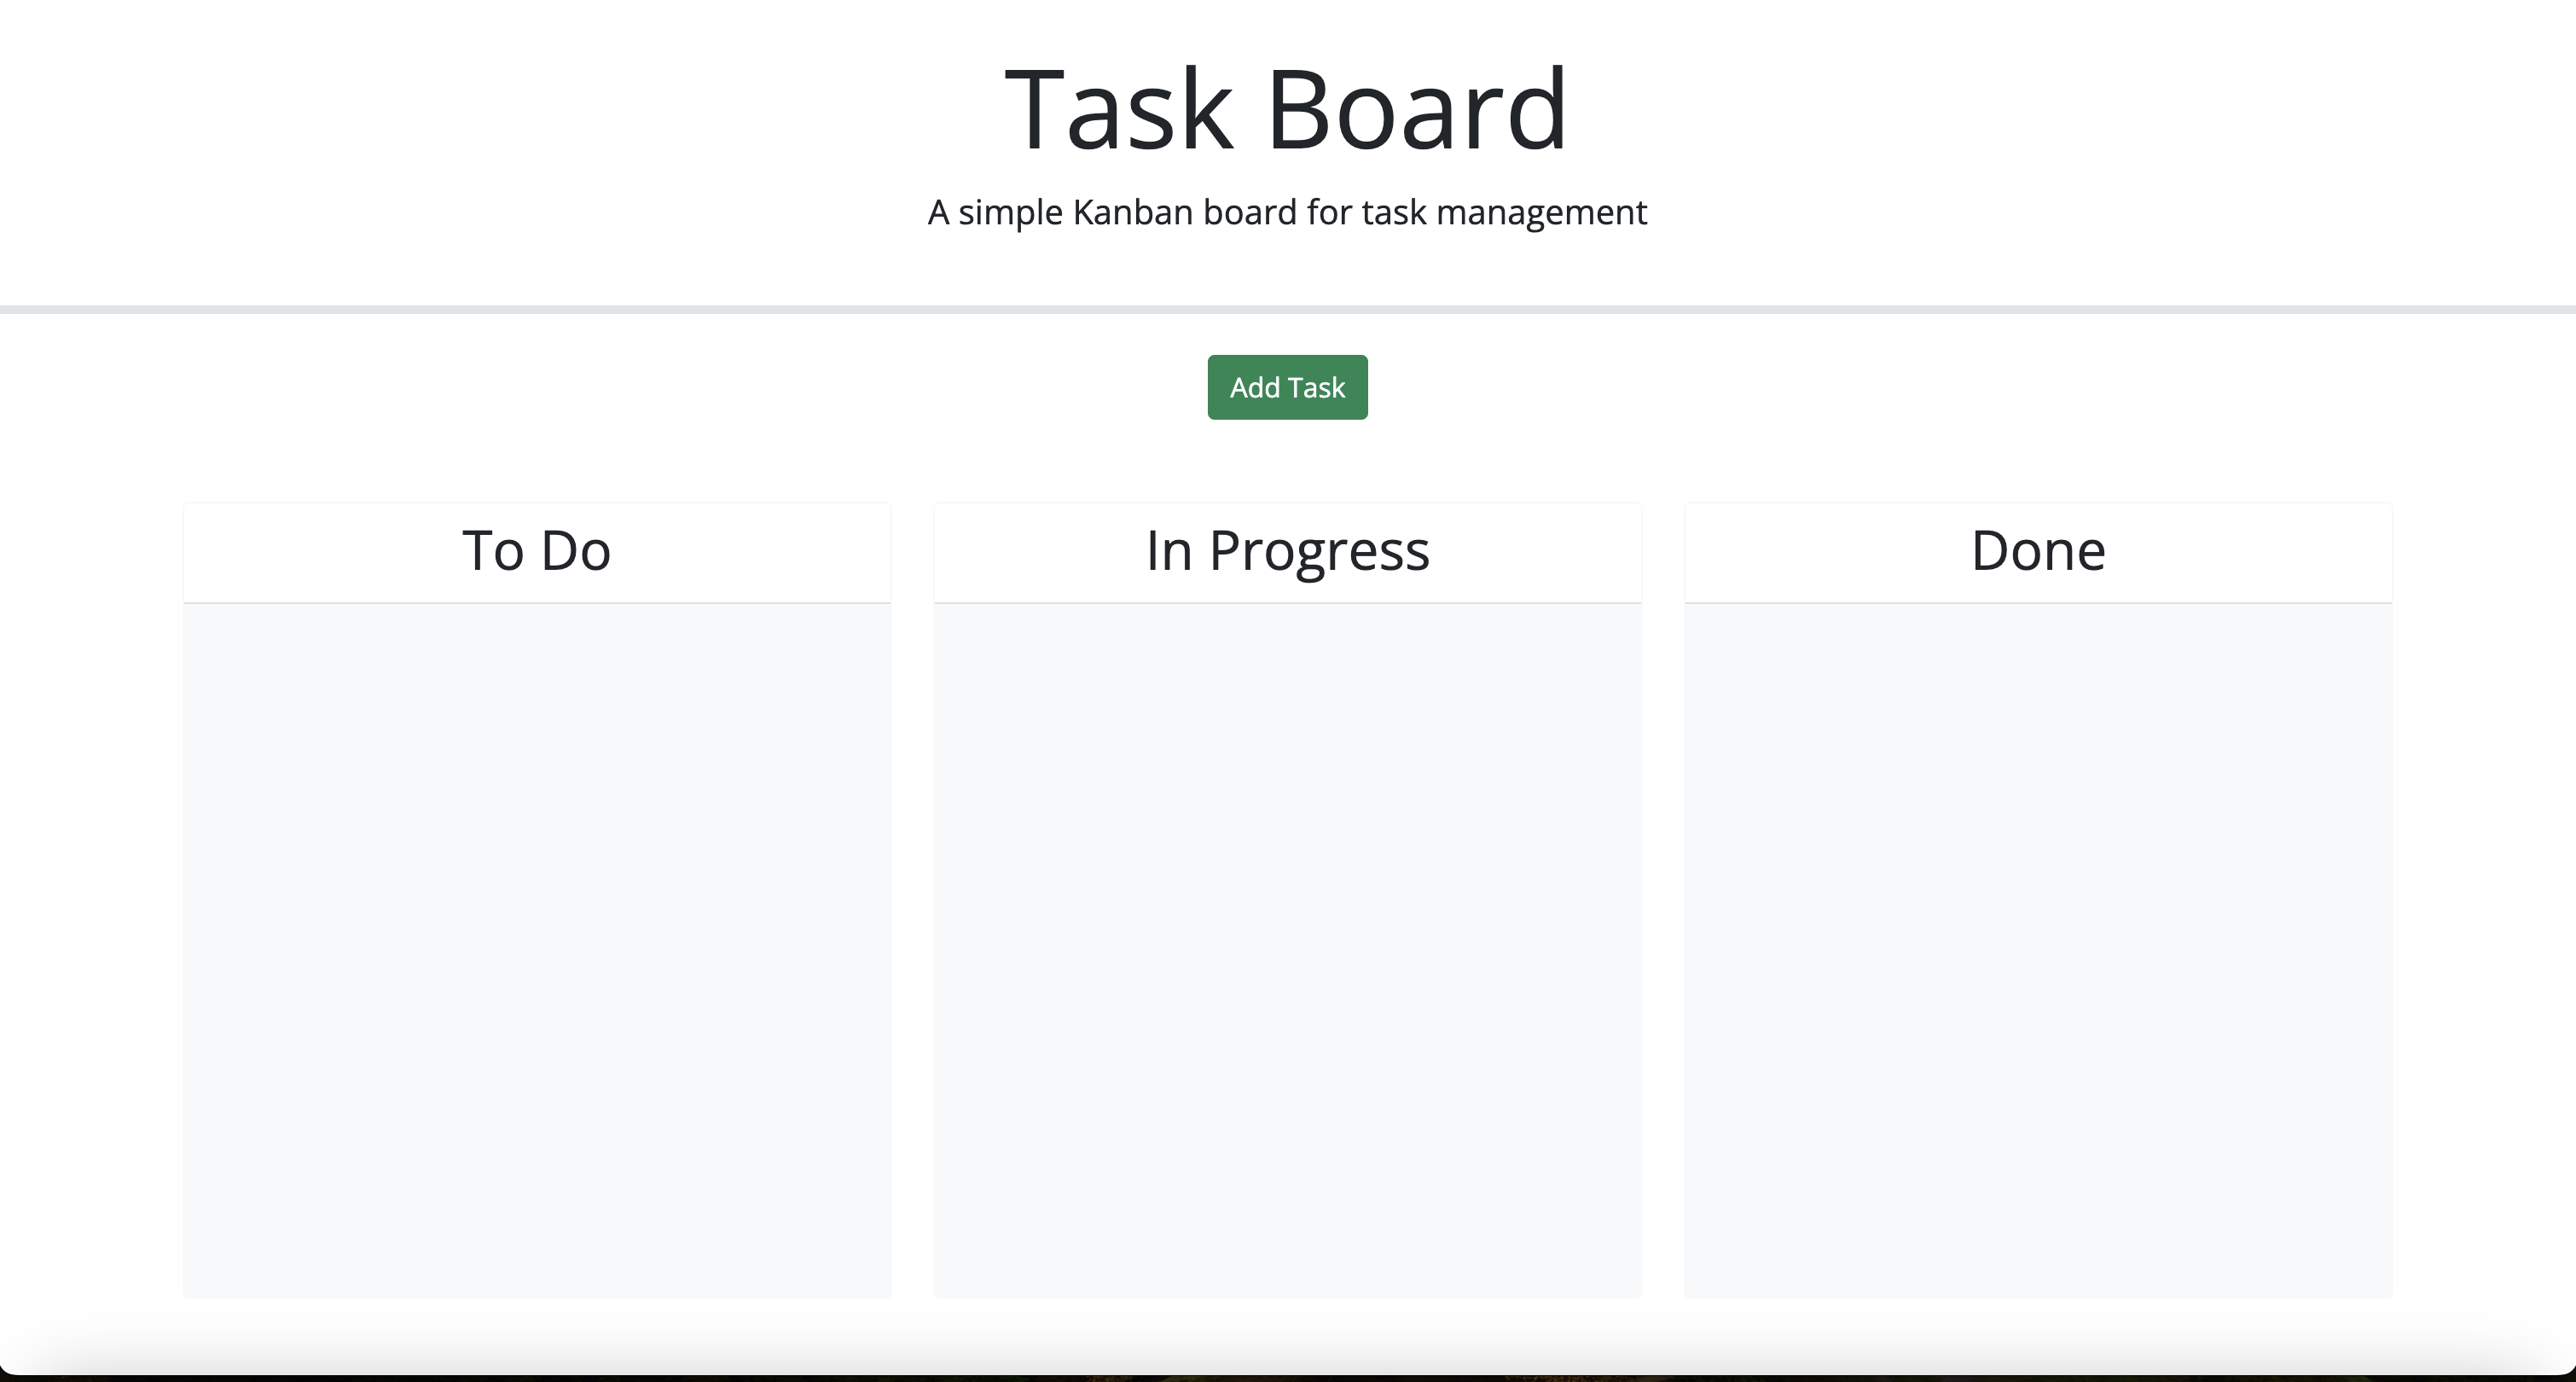 Task Board
A simple Kanban board for task management
Add Task
To Do
In Progress
Done